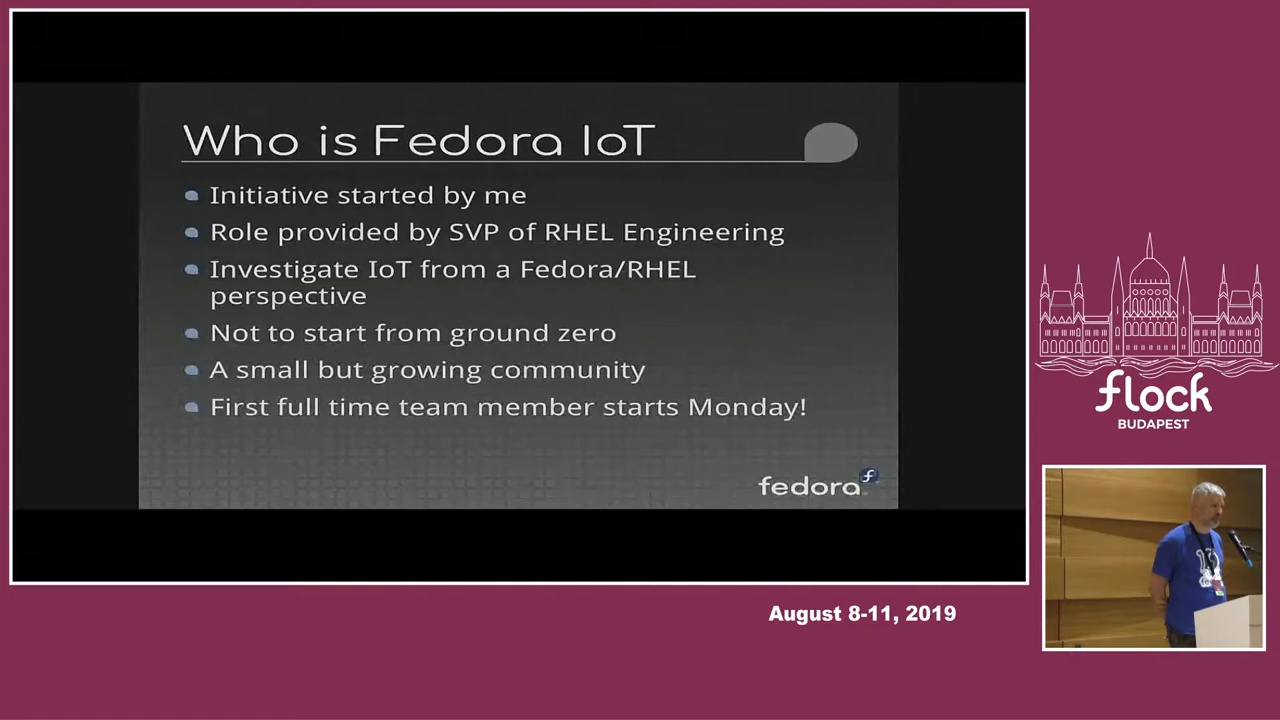 Who is Fedora IoT
Initiative started by me
Role provided by SVP of RHEL Engineering
Investigate IoT from a Fedora/RHEL
perspective
Not to start from ground zero
A small but growing community
First full time team member starts Monday!
fedora
flock
BUDAPEST
August 8-11, 2019